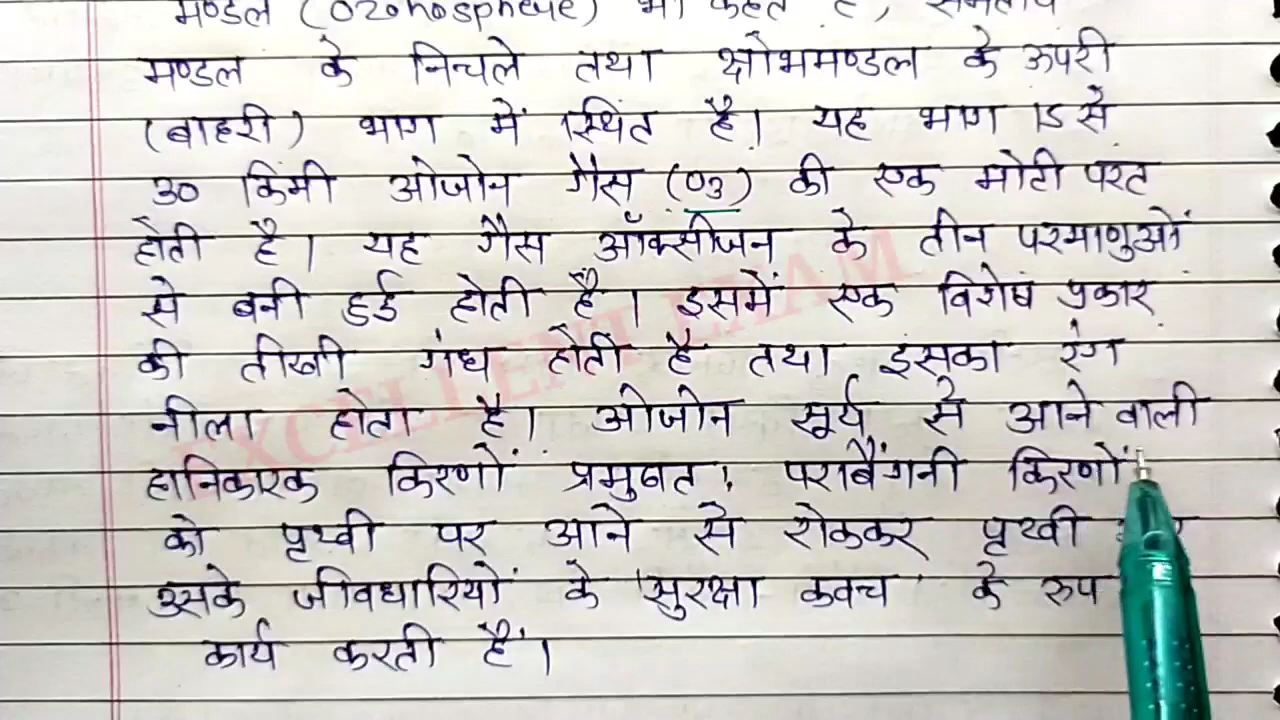 मण्डल (Ozonosphere) भी कहते है, समताप
मण्डल के निचले तथा क्षोभमण्डल के ऊपरी
(बाहरी) भाग में स्थित है। यह भाग 15 से
30 किमी ओजोन गैस (O3) की एक मोटी परत
होती है। यह गैस ऑक्सीजन के तीन परमाणुओं
से बनी हुई होती है। इसमें एक विशेष प्रकार
की तीखी गंध होती है तथा इसका रंग
नीला होता है। ओजोन सूर्य से आने वाली
हानिकारक किरणों प्रमुखत: पराबैंगनी किरणों
को पृथ्वी पर आने से रोककर पृथ्वी
उसके जीवधारियों के 'सुरक्षा कवच' के रुप
कार्य करती हैं।
EXCELLENT EXAM